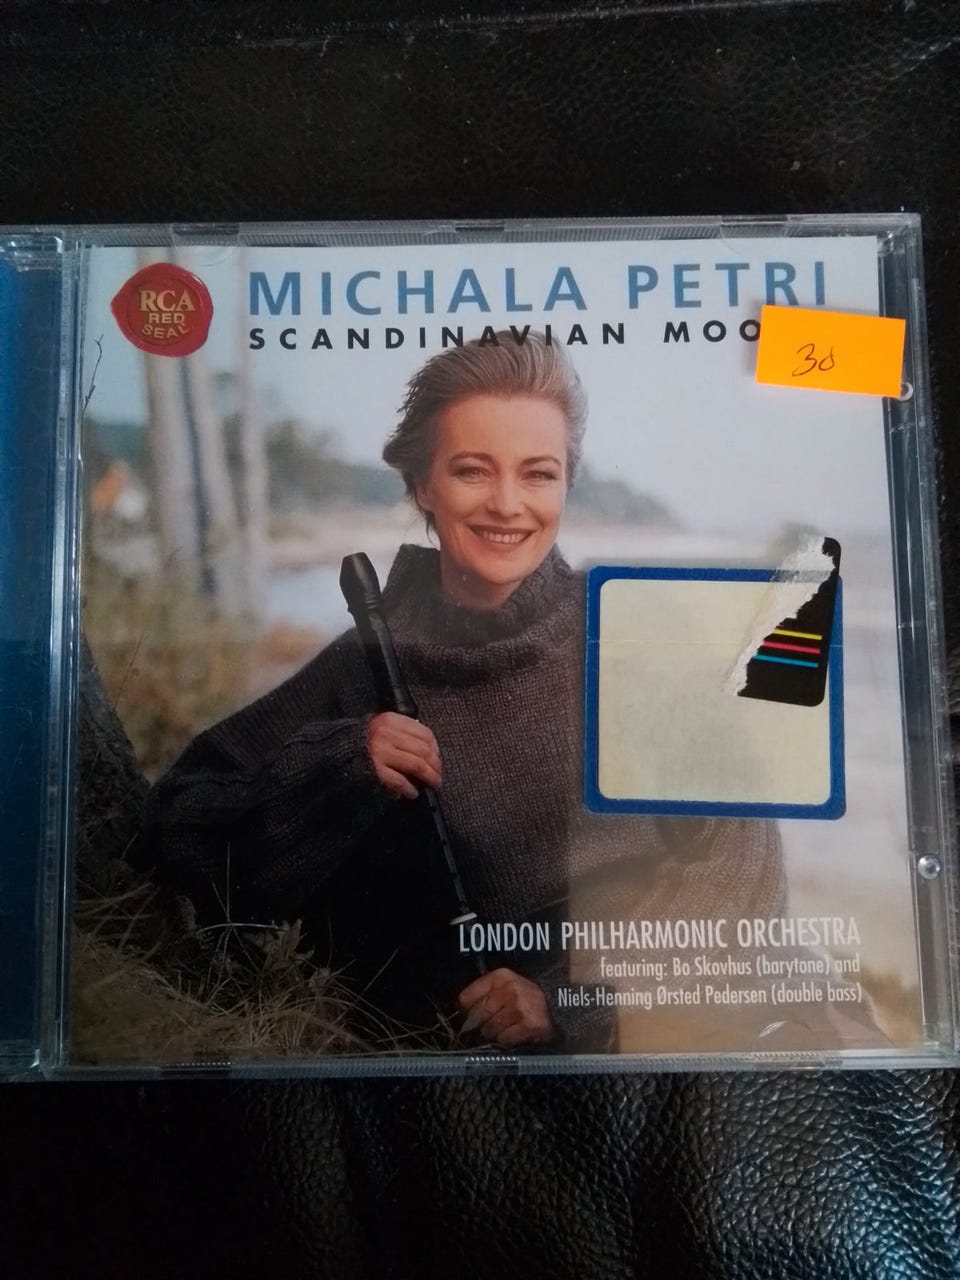 RCA
RED
SEAL
MICHALA PETRI
SCANDINAVIAN MOO
30
LONDON PHILHARMONIC ORCHESTRA
featuring: Bo Skovhus (barytone) and
Niels-Henning Ørsted Pedersen (double bass)